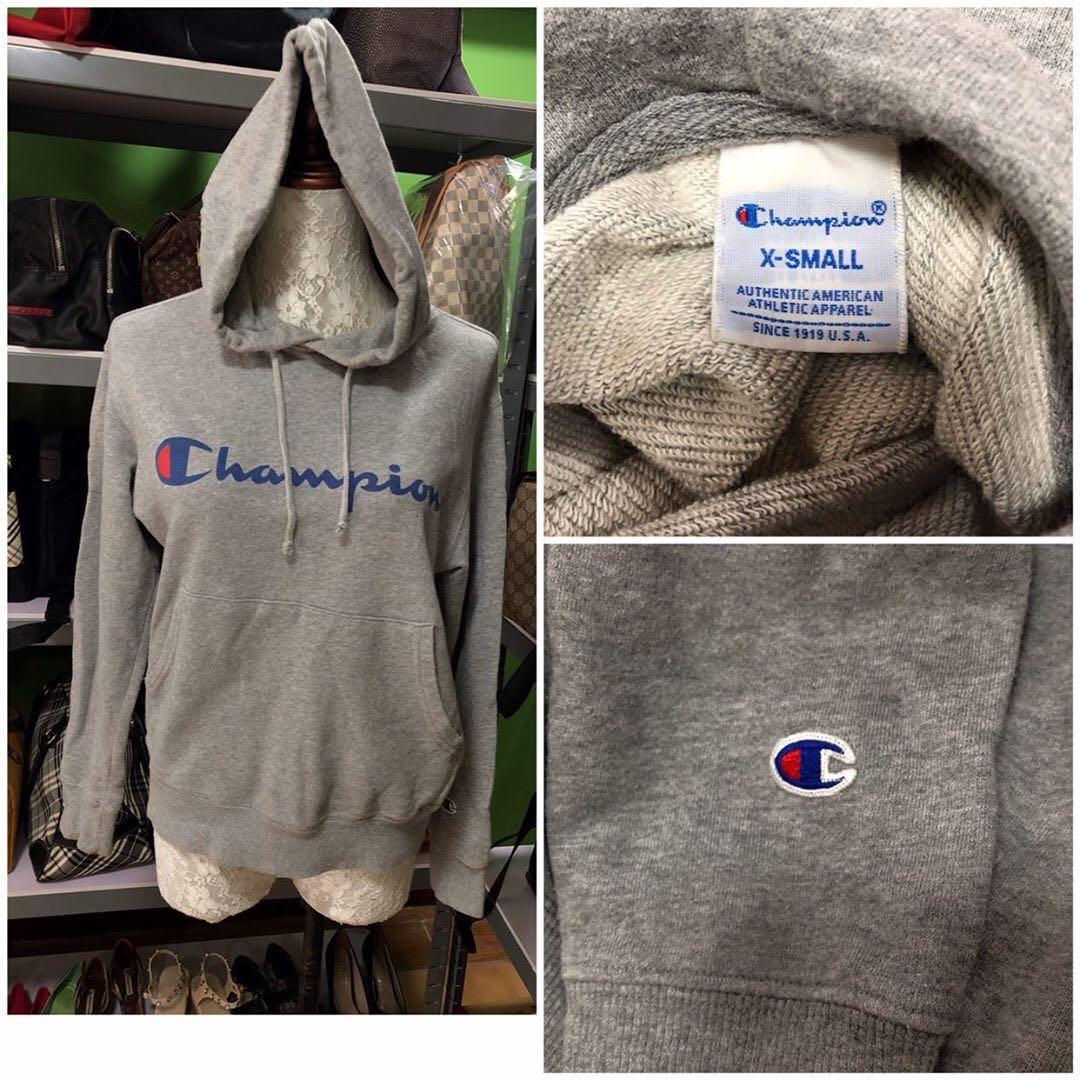 Champion
Champion®
X-SMALL
AUTHENTIC AMERICAN
ATHLETIC APPAREL
SINCE 1919 U.S.A.